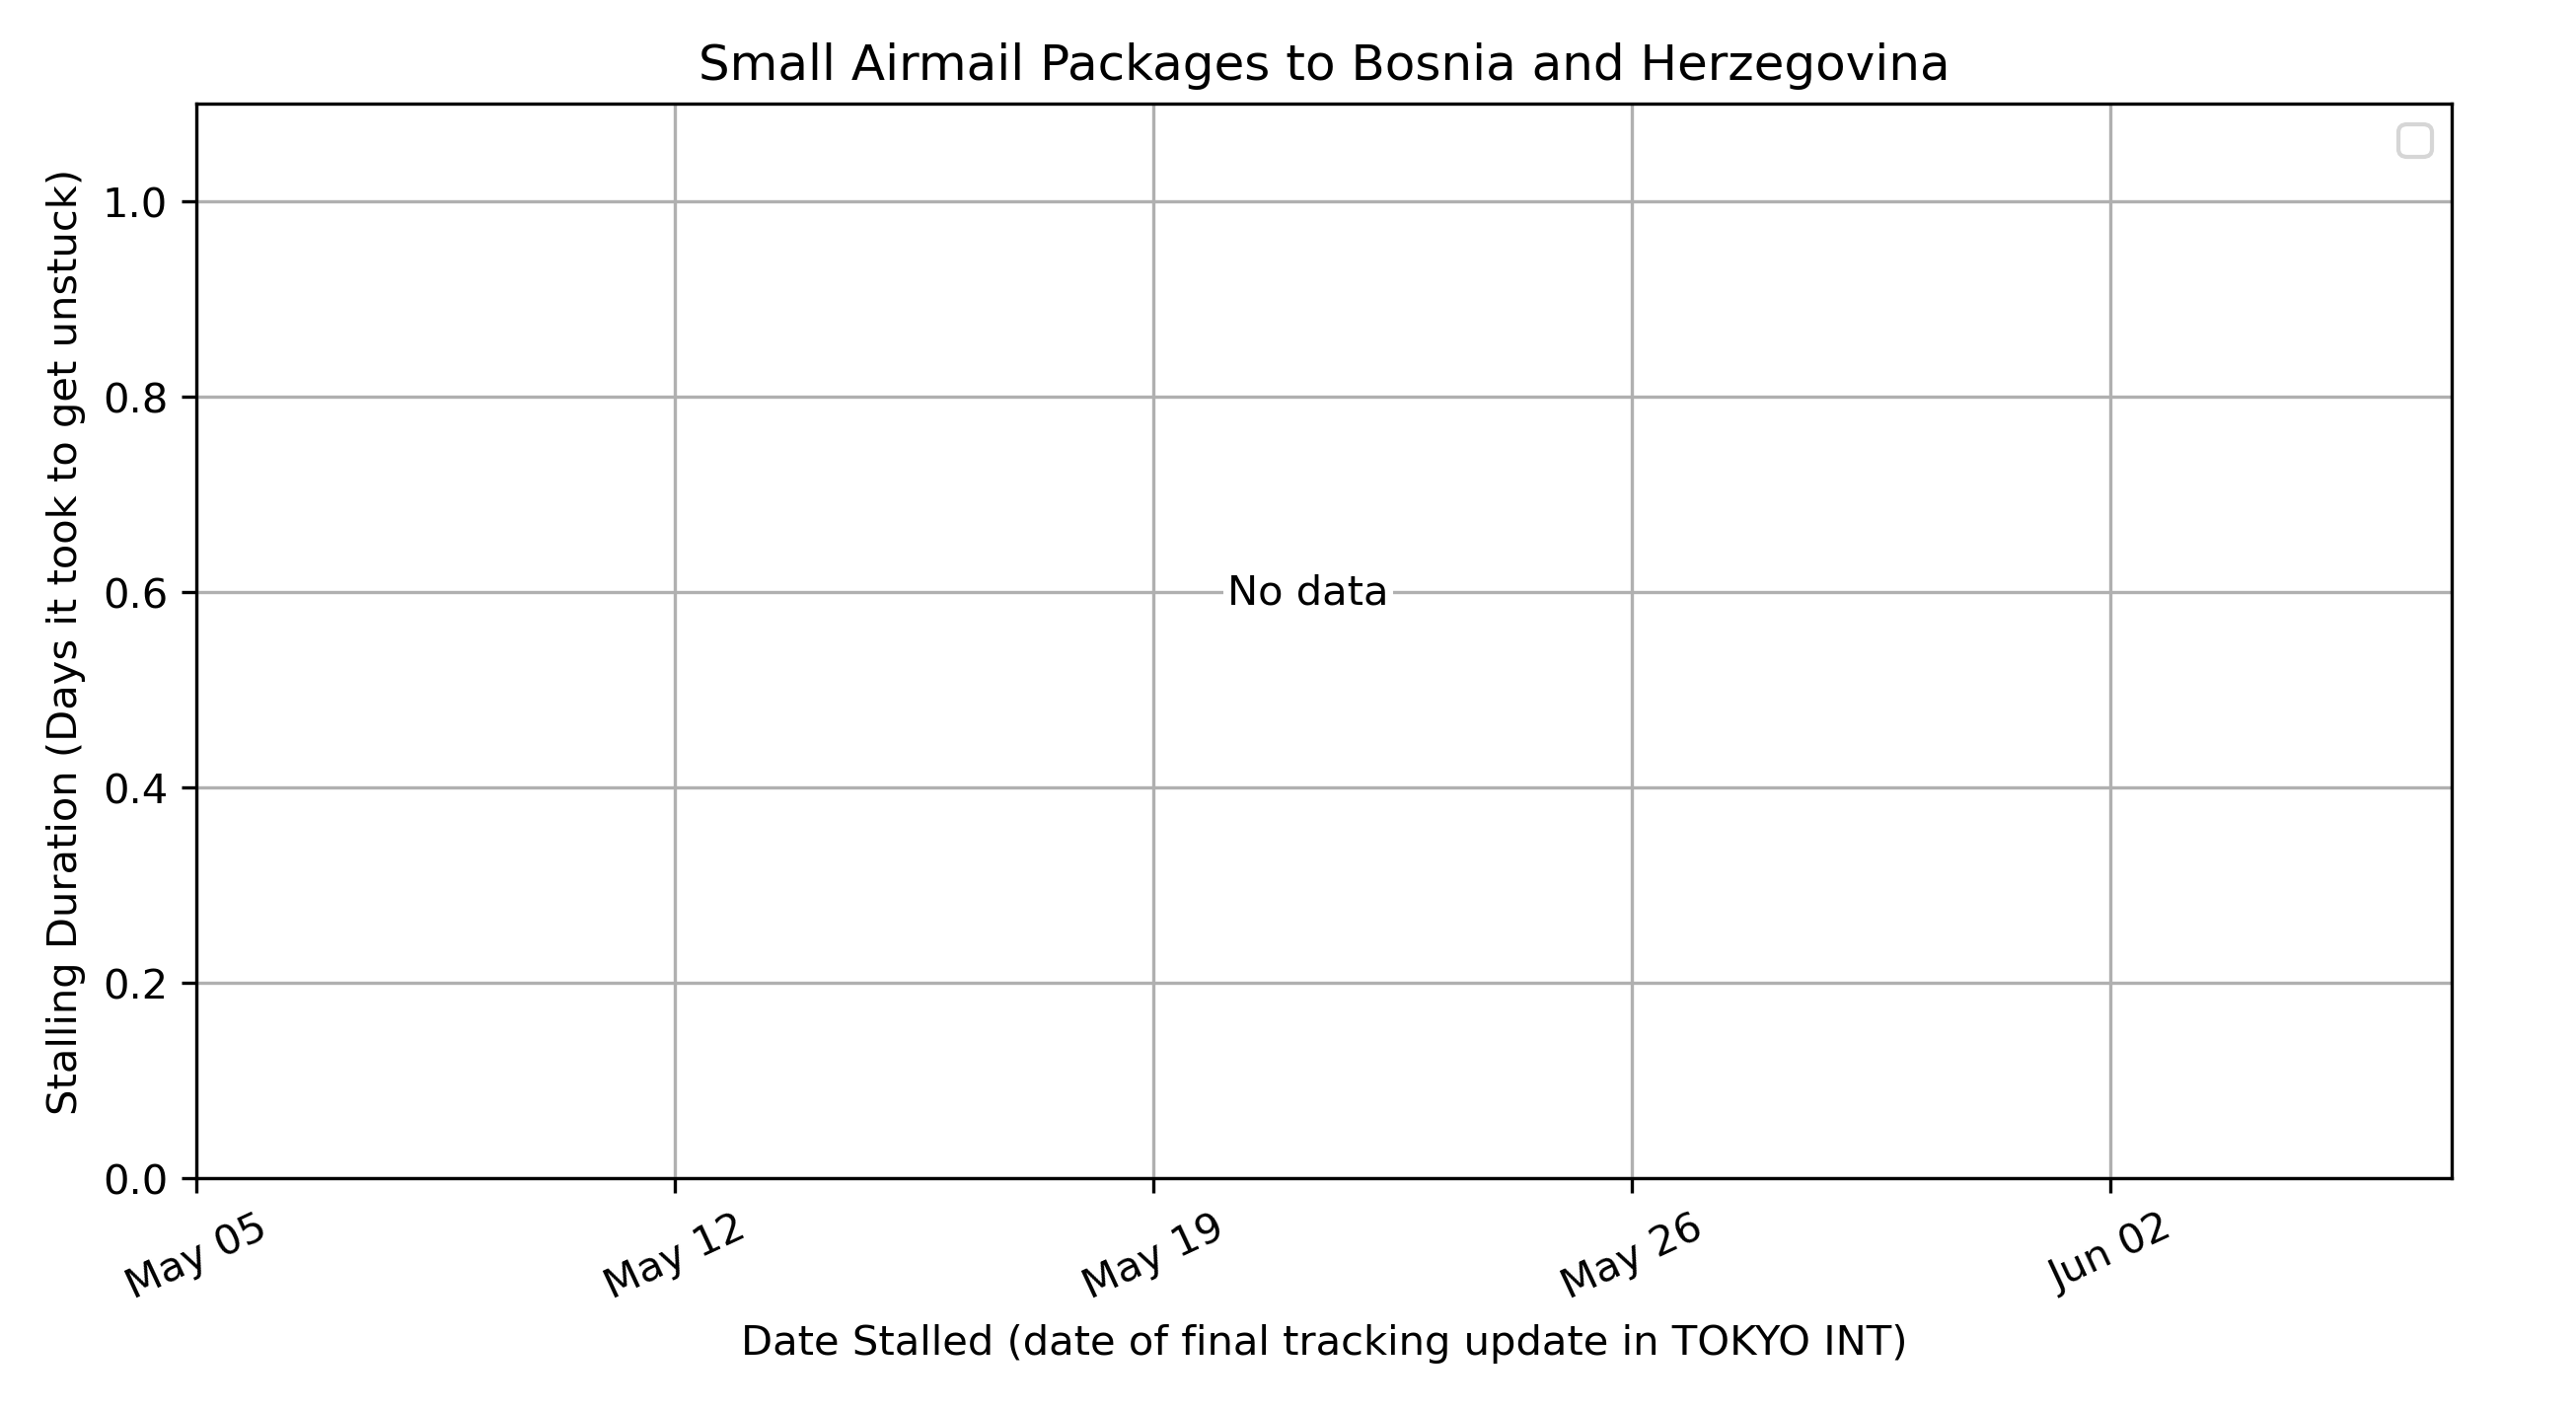 Small Airmail Packages to Bosnia and Herzegovina
Stalling Duration (Days it took to get unstuck)
1.0
0.8
0.6
0.4
0.2
0.0
No data
May 05
May 12
May 19
May 26
Jun 02
Date Stalled (date of final tracking update in TOKYO INT)